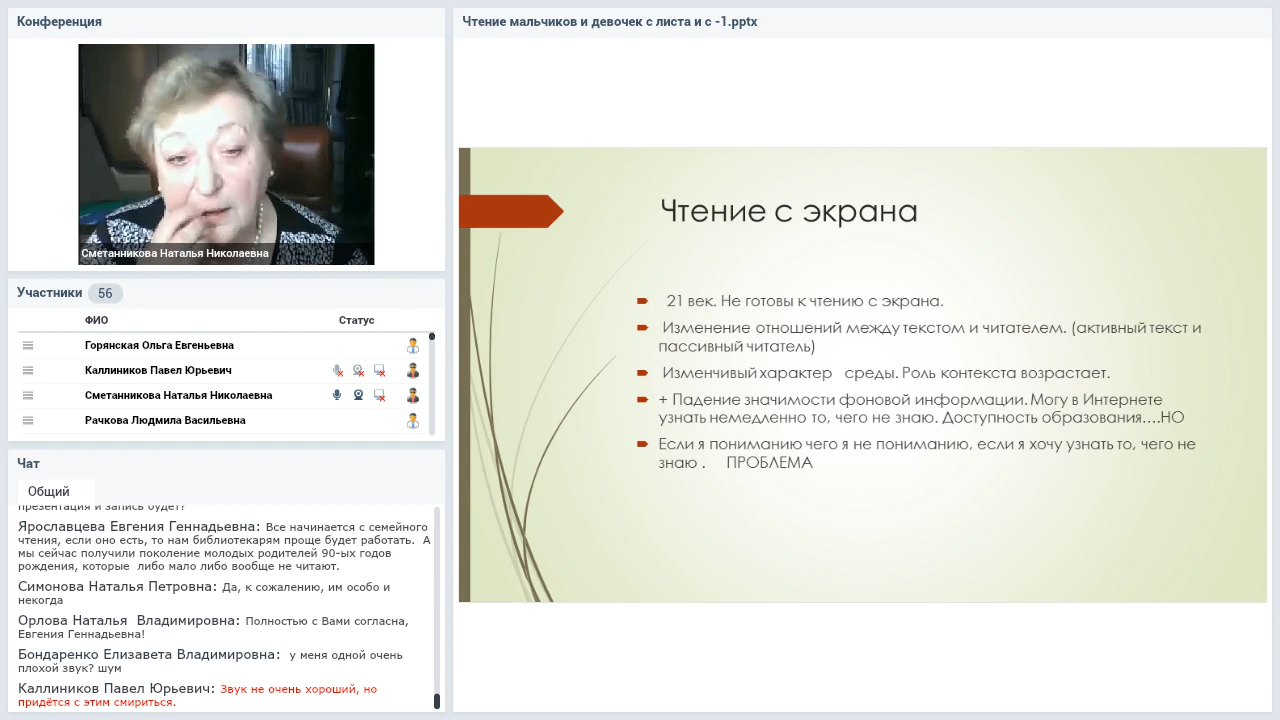 Конференция
Сметанникова Наталья Николаевна
Участники 56
ФИО Статус
Горянская Ольга Евгеньевна
Каллиников Павел Юрьевич
Сметанникова Наталья Николаевна
Рачкова Людмила Васильевна
Чат
Общий
презентация и запись будет?
Ярославцева Евгения Геннадьевна: Все начинается с семейного
чтения, если оно есть, то нам библиотекарям проще будет работать. А
мы сейчас получили поколение молодых родителей 90-ых годов
рождения, которые либо мало либо вообще не читают.
Симонова Наталья Петровна: Да, к сожалению, им особо и
некогда
Орлова Наталья Владимировна: Полностью с Вами согласна,
Евгения Геннадьевна!
Бондаренко Елизавета Владимировна: у меня одной очень
плохой звук? шум
Каллиников Павел Юрьевич: Звук не очень хороший, но
придётся с этим смириться.
Чтение мальчиков и девочек с листа и с -1.pptx
Чтение с экрана
21 век. Не готовы к чтению с экрана.
Изменение отношений между текстом и читателем. (активный текст и
пассивный читатель)
Изменчивый характер среды. Роль контекста возрастает.
+ Падение значимости фоновой информации. Могу в Интернете
узнать немедленно то, чего не знаю. Доступность образования….НО
Если я пониманию чего я не пониманию, если я хочу узнать то, чего не
знаю . ПРОБЛЕМА